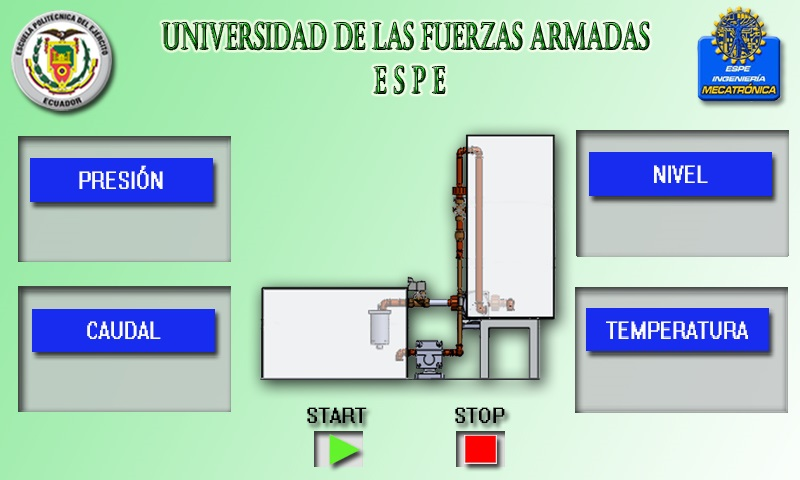 UNIVERSIDAD DE LAS FUERZAS ARMADAS
ESPE
ESCUELA POLITÉCNICA DEL EJÉRCITO
ECUADOR
ESPE
INGENIERÍA
MECATRÓNICA
PRESIÓN
NIVEL
CAUDAL
TEMPERATURA
START
STOP